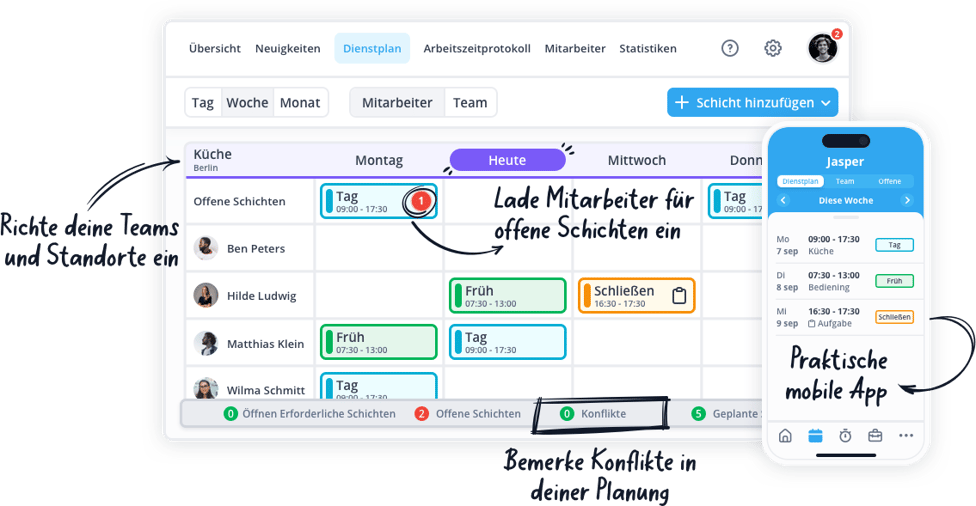 Übersicht Neuigkeiten Dienstplan Arbeitszeitprotokoll Mitarbeiter Statistiken ? 2
Tag Woche Monat Mitarbeiter Team + Schicht hinzufügen
Küche
Berlin
Montag Heute Mittwoch Donn
Offene Schichten
Tag
09:00 - 17:30
1
Tag
09:00 - 17
Ben Peters
Hilde Ludwig
Früh
07:30 - 13:00
Schließen
16:30 - 17:30
Matthias Klein
Früh
07:30 - 13:00
Tag
09:00 - 17:30
Wilma Schmitt
Tag
09:00 - 17:30
0 Öffnen Erforderliche Schichten 2 Offene Schichten 0 Konflikte 5 Geplante
Richte deine Teams
und Standorte ein
Lade Mitarbeiter für
offene Schichten ein
Bemerke Konflikte in
deiner Planung
Jasper
Dienstplan Team Offene
Diese Woche
Mo 09:00 - 17:30 Tag
7 sep Küche
Di 07:30 - 13:00 Früh
8 sep Bediening
Mi 16:30 - 17:30 Schließen
9 sep Aufgabe
Praktische
mobile App